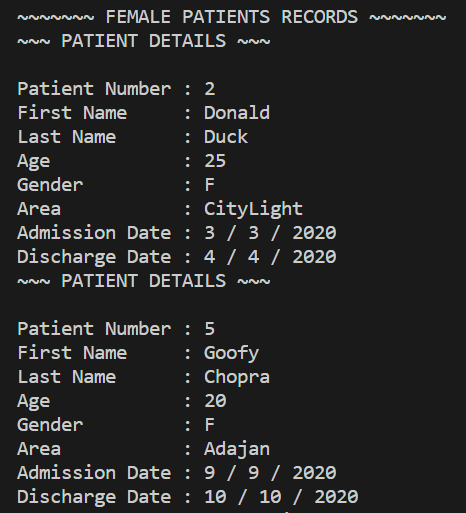 ~~~~~~~ FEMALE PATIENTS RECORDS ~~~~~~~
~~~ PATIENT DETAILS ~~~
Patient Number : 2
First Name     : Donald
Last Name      : Duck
Age            : 25
Gender         : F
Area           : CityLight
Admission Date : 3 / 3 / 2020
Discharge Date : 4 / 4 / 2020
~~~ PATIENT DETAILS ~~~
Patient Number : 5
First Name     : Goofy
Last Name      : Chopra
Age            : 20
Gender         : F
Area           : Adajan
Admission Date : 9 / 9 / 2020
Discharge Date : 10 / 10 / 2020